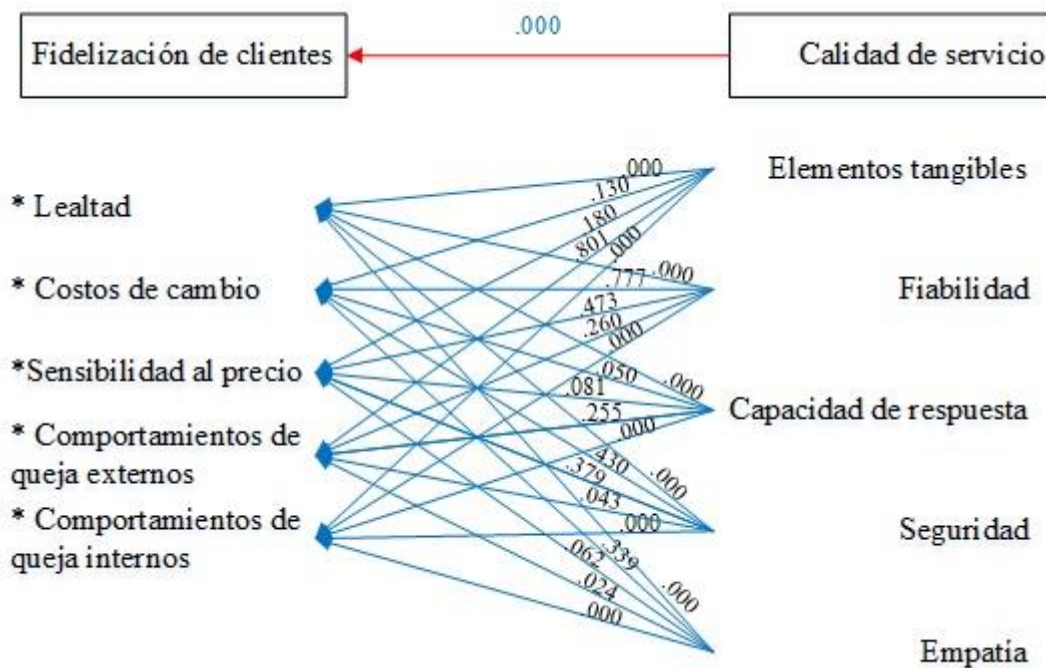 .000
Fidelización de clientes
Calidad de servicio
Elementos tangibles
.000
.130
.180
.801
.000
* Lealtad
.000
.777
.473
.260
.000
* Costos de cambio
Fiabilidad
*Sensibilidad al precio
.000
.050
.081
.255
.000
Capacidad de respuesta
* Comportamientos de
queja externos
.000
.430
.379
.043
.000
Seguridad
* Comportamientos de
queja internos
.000
.339
.062
.024
.000
Empatía